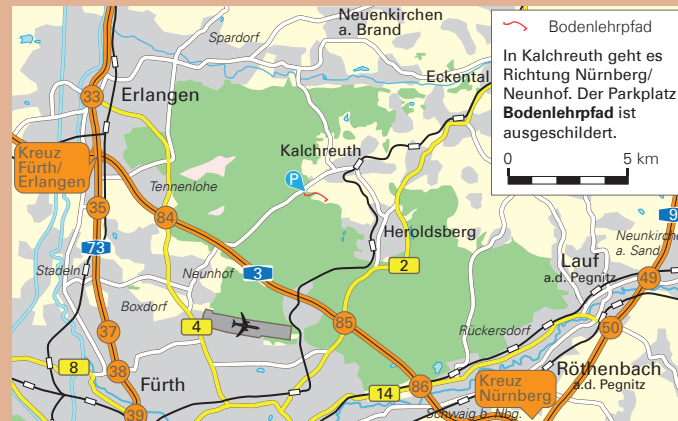 Neuenkirchen
a. Brand
Spardorf
Eckental
33
Erlangen
Kalchreuth
Kreuz
Fürth/
Erlangen
P
Tennenlohe
35
84
73
Heroldsberg
Stadeln
Neunhof
3
2
Boxdorf
4
85
37
8
38
Fürth
39
14
86
Rückersdorf
Kreuz
Nürnberg
Schwaig b. Nbg.
9
Neunkirche
a. Sand
Lauf
a.d. Pegnitz
49
50
Röthenbach
a.d. Pegnitz
Bodenlehrpfad
In Kalchreuth geht es
Richtung Nürnberg/
Neunhof. Der Parkplatz
Bodenlehrpfad ist
ausgeschildert.
0 5 km